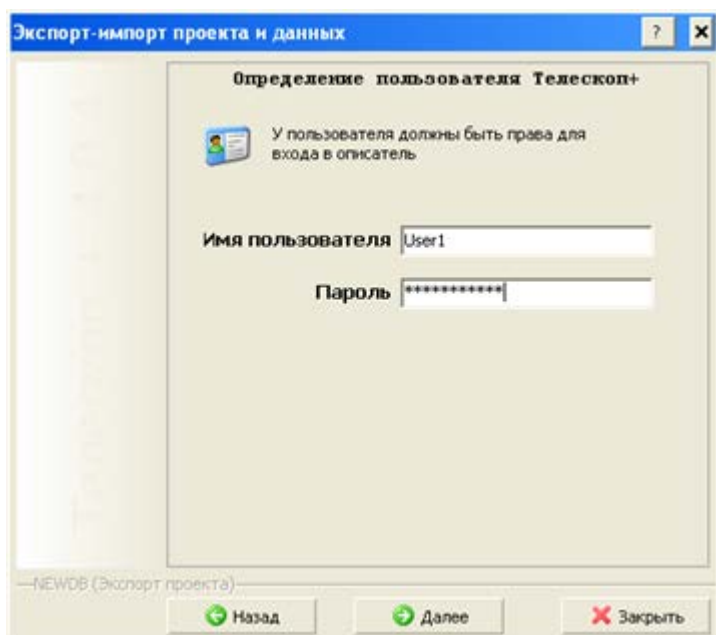 Экспорт-импорт проекта и данных
Определение пользователя Телескоп+
У пользователя должны быть права для
входа в описатель
Имя пользователя User1
Пароль ***********
NEWDB (Экспорт проекта)
Назад Далее Закрыть